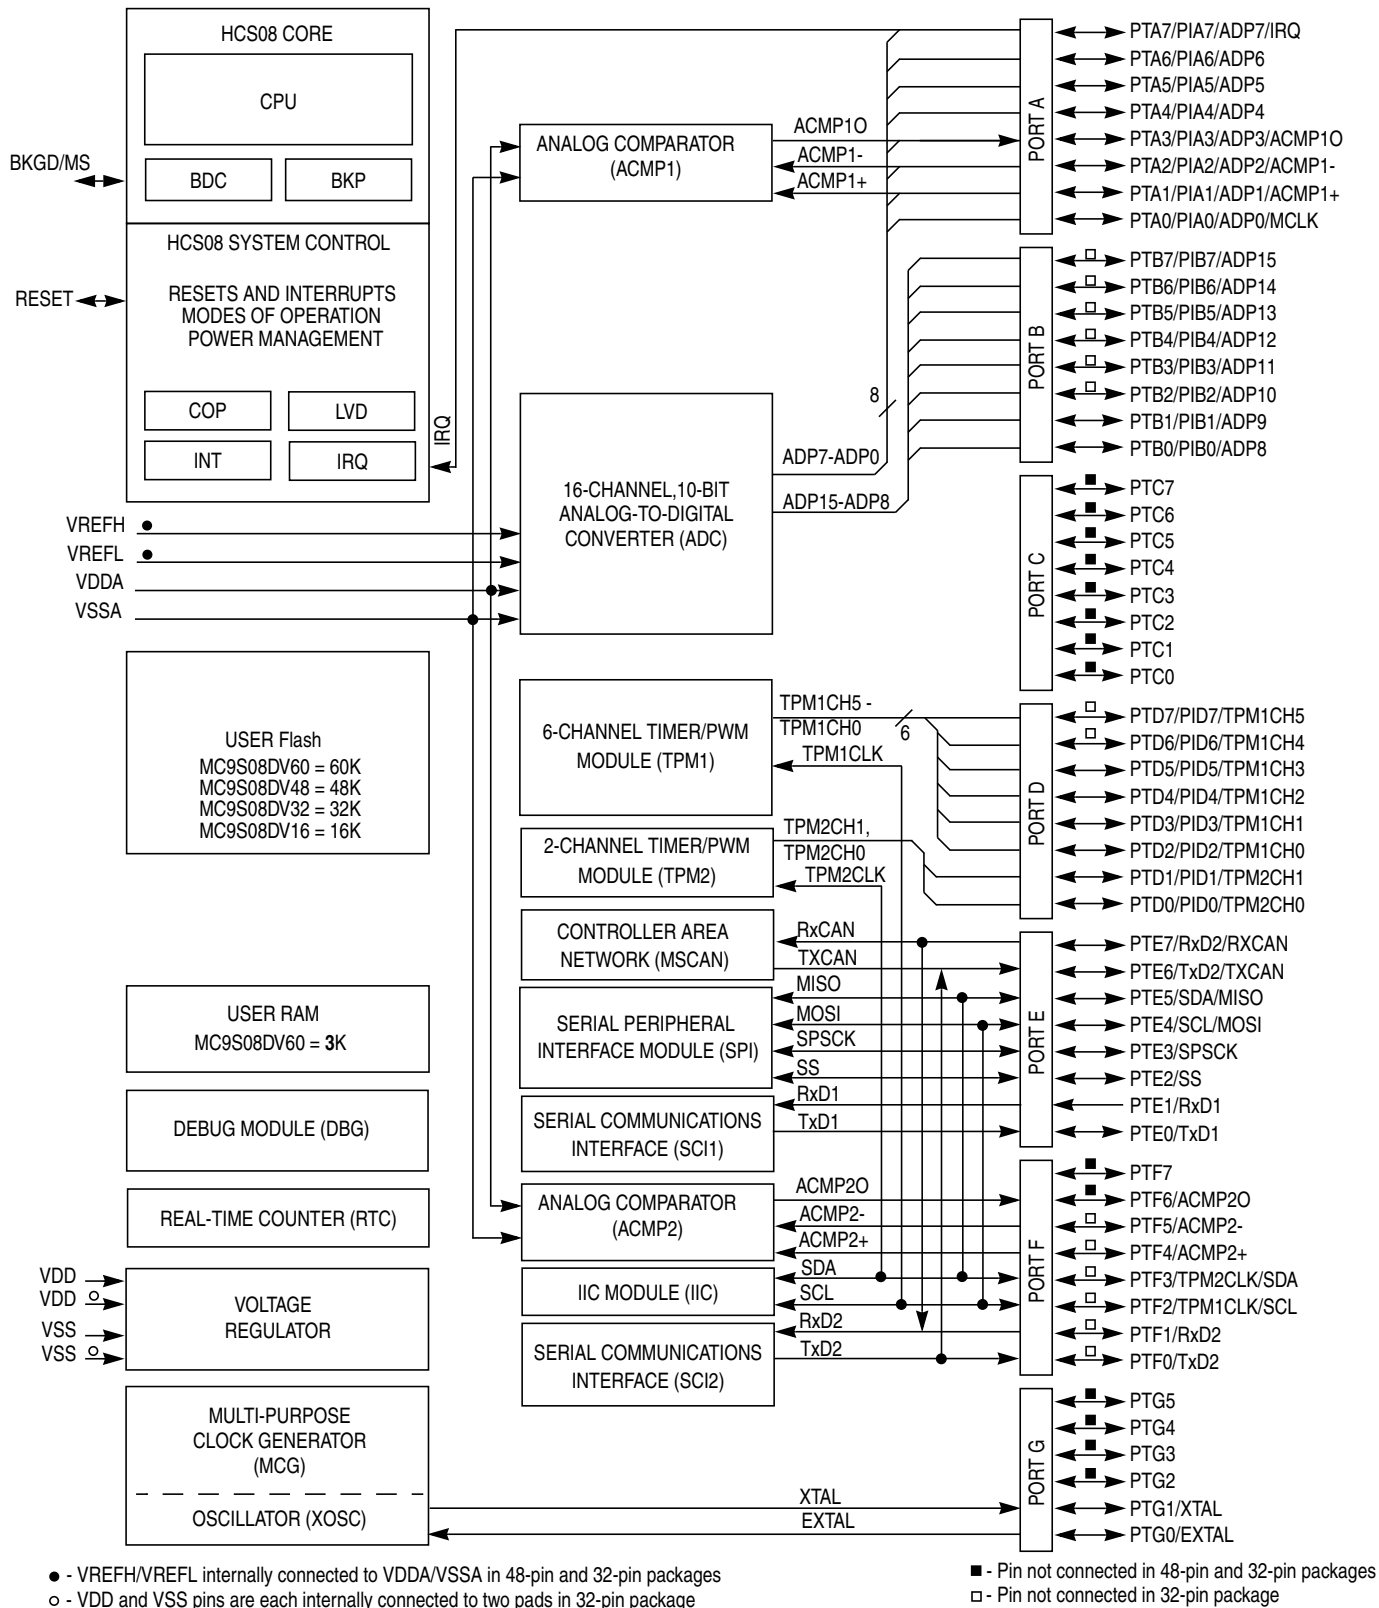 HCS08 CORE
CPU
BDC
BKP
BKGD/MS
HCS08 SYSTEM CONTROL
RESETS AND INTERRUPTS
MODES OF OPERATION
POWER MANAGEMENT
RESET
COP
LVD
INT
IRQ
IRQ
VREFH
VREFL
VDDA
VSSA
USER Flash
MC9S08DV60 = 60K
MC9S08DV48 = 48K
MC9S08DV32 = 32K
MC9S08DV16 = 16K
USER RAM
MC9S08DV60 = 3K
DEBUG MODULE (DBG)
REAL-TIME COUNTER (RTC)
VDD
VDD
VSS
VSS
VOLTAGE
REGULATOR
MULTI-PURPOSE
CLOCK GENERATOR
(MCG)
OSCILLATOR (XOSC)
ANALOG COMPARATOR
(ACMP1)
ACMP1O
ACMP1-
ACMP1+
16-CHANNEL,10-BIT
ANALOG-TO-DIGITAL
CONVERTER (ADC)
8
ADP7-ADP0
ADP15-ADP8
6-CHANNEL TIMER/PWM
MODULE (TPM1)
TPM1CH5 -
TPM1CH0
6
TPM1CLK
2-CHANNEL TIMER/PWM
MODULE (TPM2)
TPM2CH1,
TPM2CH0
TPM2CLK
CONTROLLER AREA
NETWORK (MSCAN)
RxCAN
TXCAN
SERIAL PERIPHERAL
INTERFACE MODULE (SPI)
MISO
MOSI
SPSCK
SS
SERIAL COMMUNICATIONS
INTERFACE (SCI1)
RxD1
TxD1
ANALOG COMPARATOR
(ACMP2)
ACMP2O
ACMP2-
ACMP2+
IIC MODULE (IIC)
SDA
SCL
SERIAL COMMUNICATIONS
INTERFACE (SCI2)
RxD2
TxD2
XTAL
EXTAL
PORT A
PTA7/PIA7/ADP7/IRQ
PTA6/PIA6/ADP6
PTA5/PIA5/ADP5
PTA4/PIA4/ADP4
PTA3/PIA3/ADP3/ACMP1O
PTA2/PIA2/ADP2/ACMP1-
PTA1/PIA1/ADP1/ACMP1+
PTA0/PIA0/ADP0/MCLK
PORT B
PTB7/PIB7/ADP15
PTB6/PIB6/ADP14
PTB5/PIB5/ADP13
PTB4/PIB4/ADP12
PTB3/PIB3/ADP11
PTB2/PIB2/ADP10
PTB1/PIB1/ADP9
PTB0/PIB0/ADP8
PORT C
PTC7
PTC6
PTC5
PTC4
PTC3
PTC2
PTC1
PTC0
PORT D
PTD7/PID7/TPM1CH5
PTD6/PID6/TPM1CH4
PTD5/PID5/TPM1CH3
PTD4/PID4/TPM1CH2
PTD3/PID3/TPM1CH1
PTD2/PID2/TPM1CH0
PTD1/PID1/TPM2CH1
PTD0/PID0/TPM2CH0
PORT E
PTE7/RxD2/RXCAN
PTE6/TxD2/TXCAN
PTE5/SDA/MISO
PTE4/SCL/MOSI
PTE3/SPSCK
PTE2/SS
PTE1/RxD1
PTE0/TxD1
PORT F
PTF7
PTF6/ACMP2O
PTF5/ACMP2-
PTF4/ACMP2+
PTF3/TPM2CLK/SDA
PTF2/TPM1CLK/SCL
PTF1/RxD2
PTF0/TxD2
PORT G
PTG5
PTG4
PTG3
PTG2
PTG1/XTAL
PTG0/EXTAL
● - VREFH/VREFL internally connected to VDDA/VSSA in 48-pin and 32-pin packages
○ - VDD and VSS pins are each internally connected to two pads in 32-pin package
■ - Pin not connected in 48-pin and 32-pin packages
□ - Pin not connected in 32-pin package